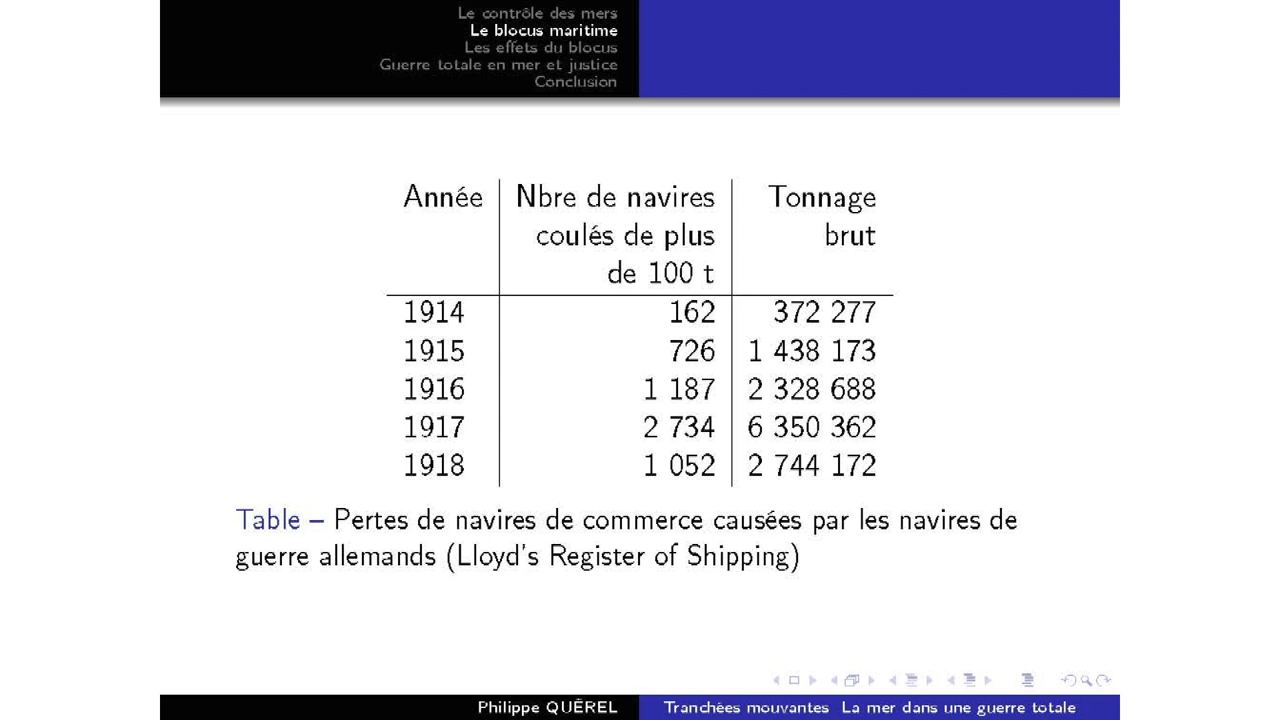 Le contrôle des mers
Le blocus maritime
Les effets du blocus
Guerre totale en mer et justice
Conclusion
Année Nbre de navires Tonnage
coulés de plus brut
de 100 t
1914 162 372 277
1915 726 1 438 173
1916 1 187 2 328 688
1917 2 734 6 350 362
1918 1 052 2 744 172
Table – Pertes de navires de commerce causées par les navires de
guerre allemands (Lloyd's Register of Shipping)
Philippe QUÊREL Tranchées mouvantes La mer dans une guerre totale